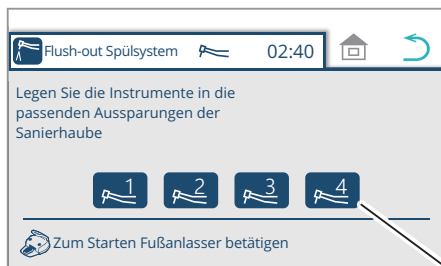 Flush-out Spülsystem 02:40
Legen Sie die Instrumente in die
passenden Aussparungen der
Sanierhaube
1 2 3 4
Zum Starten Fußanlasser betätigen